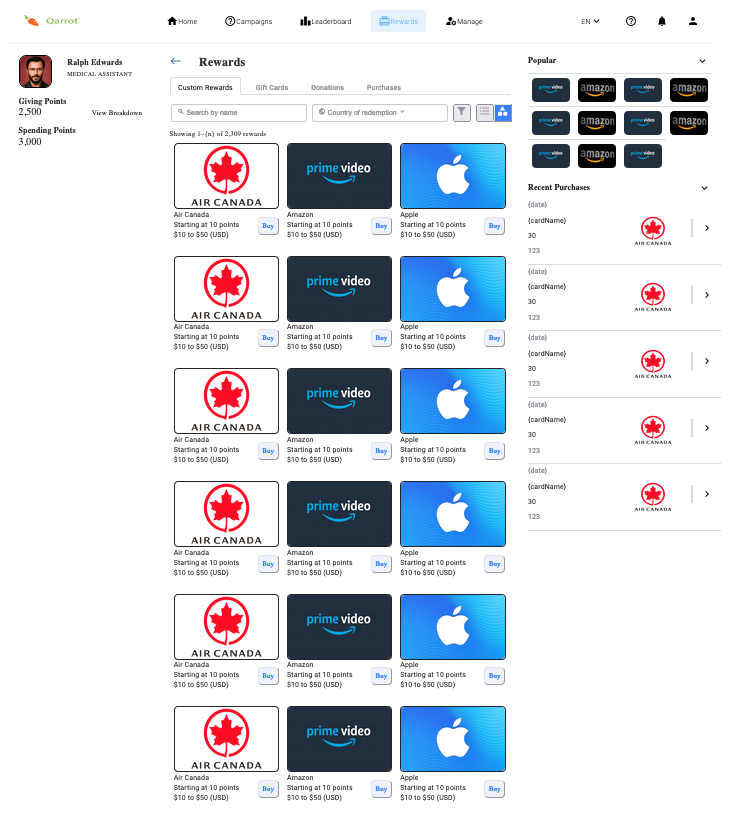 Qarrot
Home
Campaigns
Leaderboard
Rewards
Manage
EN
Ralph Edwards
MEDICAL ASSISTANT
Giving Points
2,500
View Breakdown
Spending Points
3,000
Rewards
Custom Rewards
Gift Cards
Donations
Purchases
Search by name
Country of redemption
Showing 1–{n} of 2,309 rewards
AIR CANADA
prime video
Air Canada
Amazon
Apple
Starting at 10 points
Buy
Starting at 10 points
Buy
Starting at 10 points
Buy
$10 to $50 (USD)
$10 to $50 (USD)
$10 to $50 (USD)
AIR CANADA
prime video
Air Canada
Amazon
Apple
Starting at 10 points
Buy
Starting at 10 points
Buy
Starting at 10 points
Buy
$10 to $50 (USD)
$10 to $50 (USD)
$10 to $50 (USD)
AIR CANADA
prime video
Air Canada
Amazon
Apple
Starting at 10 points
Buy
Starting at 10 points
Buy
Starting at 10 points
Buy
$10 to $50 (USD)
$10 to $50 (USD)
$10 to $50 (USD)
AIR CANADA
prime video
Air Canada
Amazon
Apple
Starting at 10 points
Buy
Starting at 10 points
Buy
Starting at 10 points
Buy
$10 to $50 (USD)
$10 to $50 (USD)
$10 to $50 (USD)
AIR CANADA
prime video
Air Canada
Amazon
Apple
Starting at 10 points
Buy
Starting at 10 points
Buy
Starting at 10 points
Buy
$10 to $50 (USD)
$10 to $50 (USD)
$10 to $50 (USD)
AIR CANADA
prime video
Air Canada
Amazon
Apple
Starting at 10 points
Buy
Starting at 10 points
Buy
Starting at 10 points
Buy
$10 to $50 (USD)
$10 to $50 (USD)
$10 to $50 (USD)
Popular
prime video
amazon
prime video
amazon
prime video
amazon
prime video
amazon
prime video
amazon
prime video
Recent Purchases
{date}
{cardName}
30
AIR CANADA
123
{date}
{cardName}
30
AIR CANADA
123
{date}
{cardName}
30
AIR CANADA
123
{date}
{cardName}
30
AIR CANADA
123
{date}
{cardName}
30
AIR CANADA
123